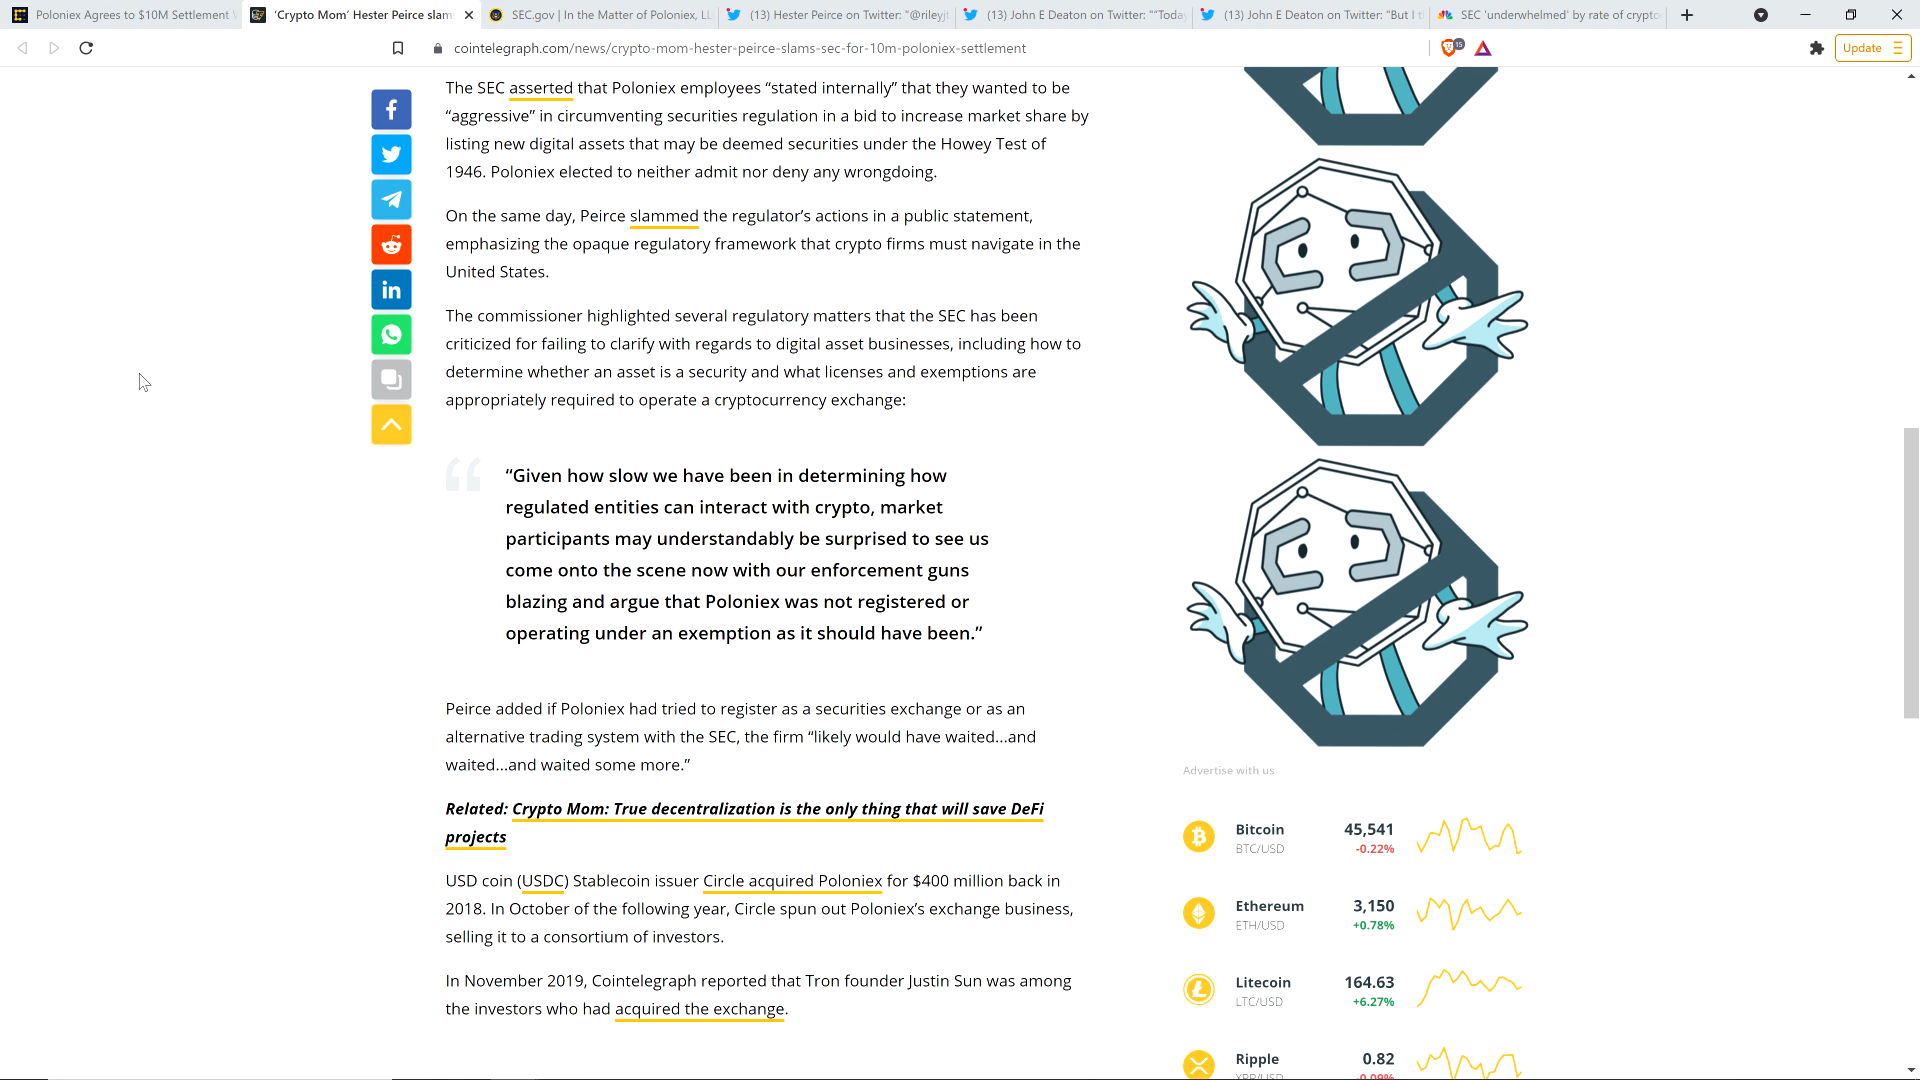 Poloniex Agrees to $10M Settlement
'Crypto Mom' Hester Peirce slam
SEC.gov | In the Matter of Poloniex, LL
(13) Hester Peirce on Twitter: "@rileyjt
(13) John E Deaton on Twitter: ""Today
(13) John E Deaton on Twitter: "But I t
SEC 'underwhelmed' by rate of crypto
cointelegraph.com/news/crypto-mom-hester-peirce-slams-sec-for-10m-poloniex-settlement
15
Update
The SEC asserted that Poloniex employees “stated internally” that they wanted to be
“aggressive” in circumventing securities regulation in a bid to increase market share by
listing new digital assets that may be deemed securities under the Howey Test of
1946. Poloniex elected to neither admit nor deny any wrongdoing.
On the same day, Peirce slammed the regulator’s actions in a public statement,
emphasizing the opaque regulatory framework that crypto firms must navigate in the
United States.
The commissioner highlighted several regulatory matters that the SEC has been
criticized for failing to clarify with regards to digital asset businesses, including how to
determine whether an asset is a security and what licenses and exemptions are
appropriately required to operate a cryptocurrency exchange:
“Given how slow we have been in determining how
regulated entities can interact with crypto, market
participants may understandably be surprised to see us
come onto the scene now with our enforcement guns
blazing and argue that Poloniex was not registered or
operating under an exemption as it should have been.”
Peirce added if Poloniex had tried to register as a securities exchange or as an
alternative trading system with the SEC, the firm “likely would have waited...and
waited...and waited some more.”
Related: Crypto Mom: True decentralization is the only thing that will save DeFi
projects
USD coin (USDC) Stablecoin issuer Circle acquired Poloniex for $400 million back in
2018. In October of the following year, Circle spun out Poloniex’s exchange business,
selling it to a consortium of investors.
In November 2019, Cointelegraph reported that Tron founder Justin Sun was among
the investors who had acquired the exchange.
Advertise with us
Bitcoin 45,541
BTC/USD -0.22%
Ethereum 3,150
ETH/USD +0.78%
Litecoin 164.63
LTC/USD +6.27%
Ripple 0.82
XRP/USD -0.09%